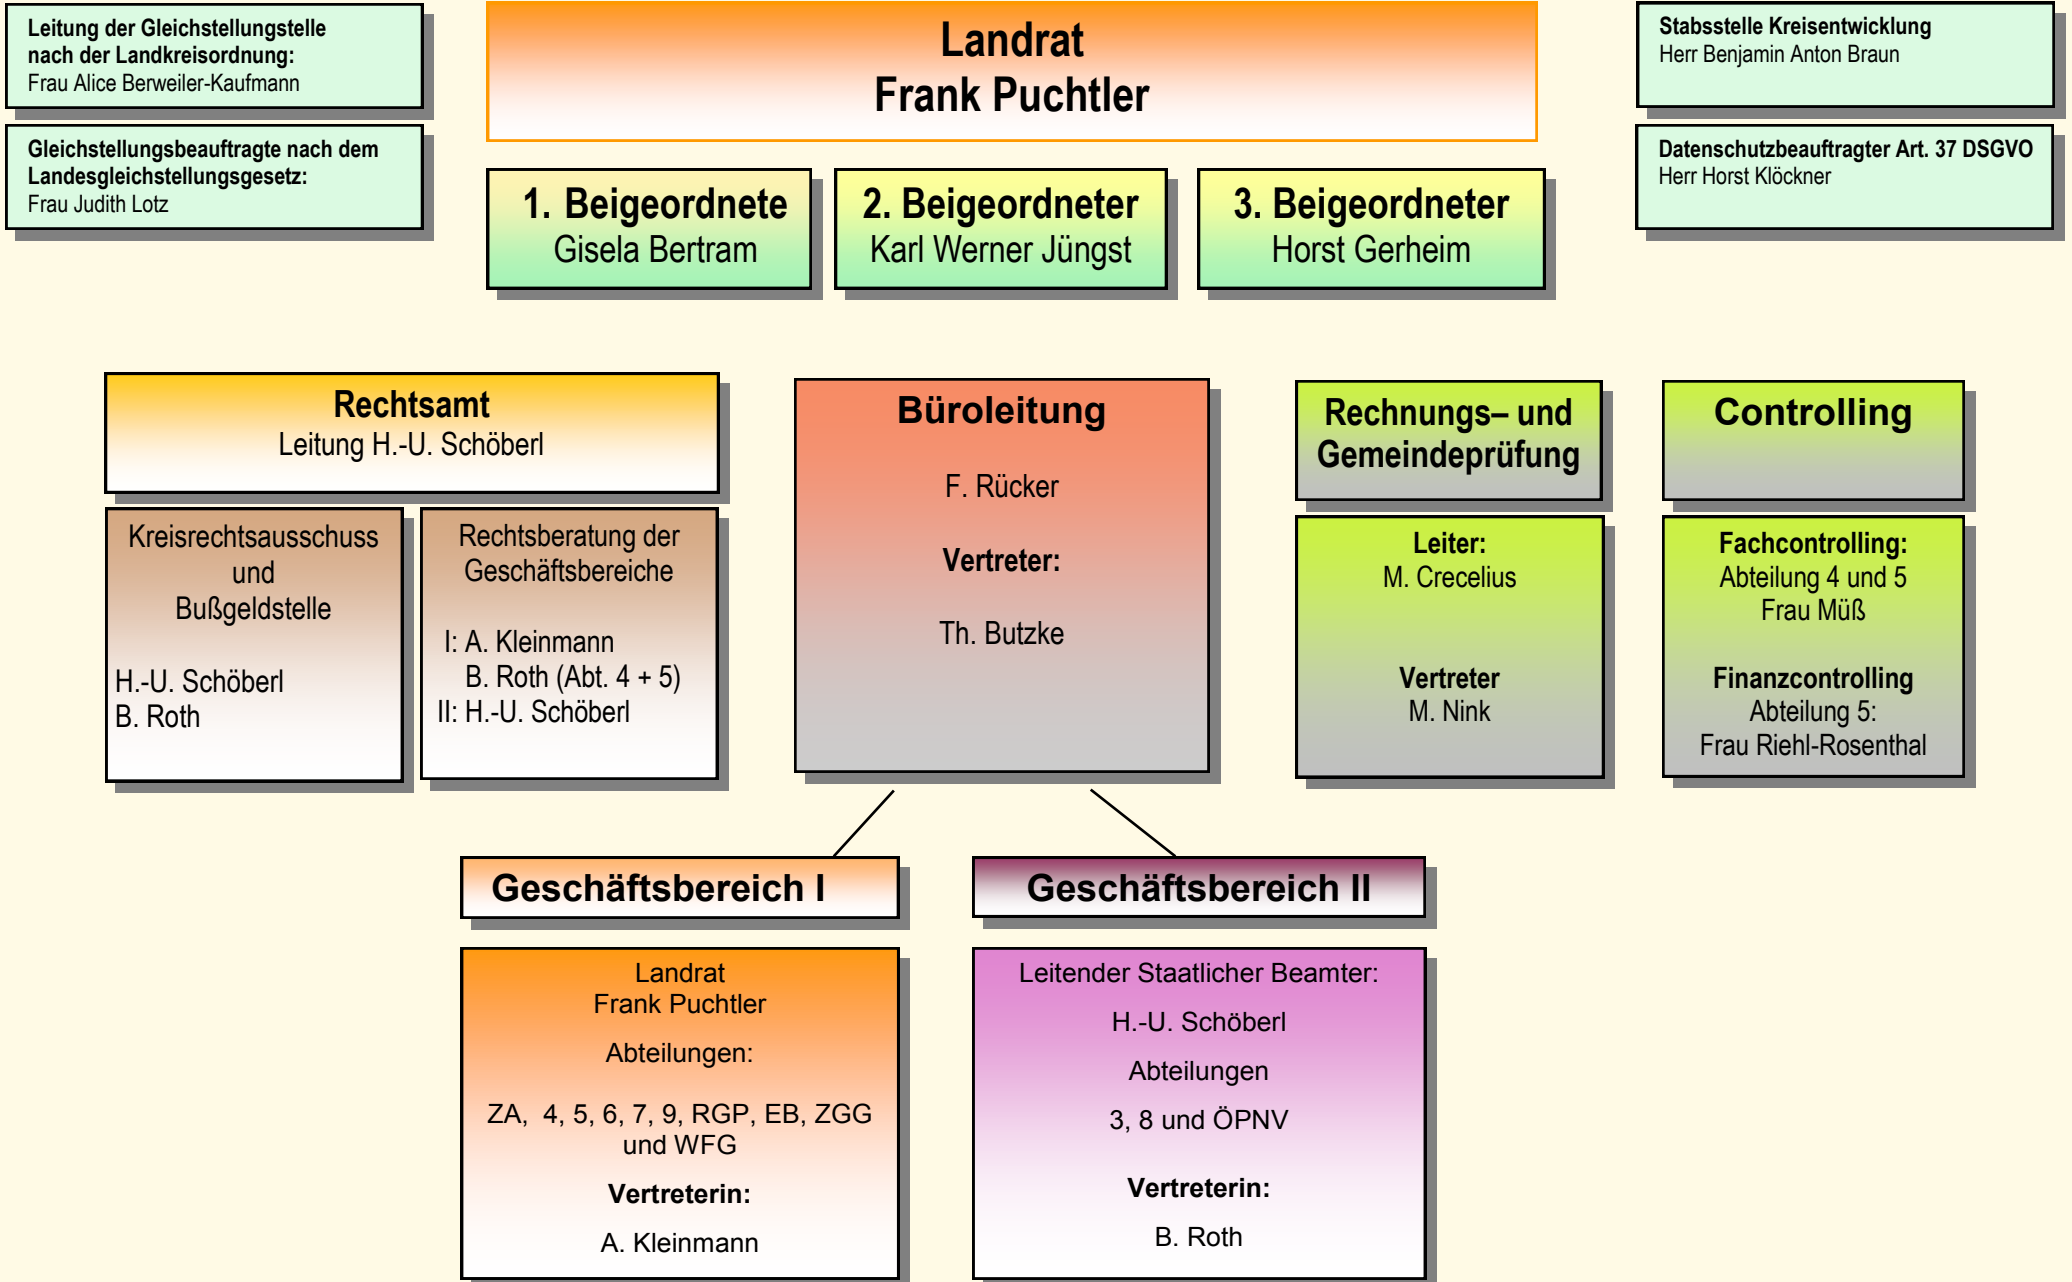 Leitung der Gleichstellungstelle
nach der Landkreisordnung:
Frau Alice Berweiler-Kaufmann
Gleichstellungsbeauftragte nach dem
Landesgleichstellungsgesetz:
Frau Judith Lotz
Landrat
Frank Puchtler
Stabsstelle Kreisentwicklung
Herr Benjamin Anton Braun
Datenschutzbeauftragter Art. 37 DSGVO
Herr Horst Klöckner
1. Beigeordnete
Gisela Bertram
2. Beigeordneter
Karl Werner Jüngst
3. Beigeordneter
Horst Gerheim
Rechtsamt
Leitung H.-U. Schöberl
Kreisrechtsausschuss
und
Bußgeldstelle
H.-U. Schöberl
B. Roth
Rechtsberatung der
Geschäftsbereiche
I: A. Kleinmann
B. Roth (Abt. 4 + 5)
II: H.-U. Schöberl
Büroleitung
F. Rücker
Vertreter:
Th. Butzke
Rechnungs– und
Gemeindeprüfung
Leiter:
M. Crecelius
Vertreter
M. Nink
Controlling
Fachcontrolling:
Abteilung 4 und 5
Frau Müß
Finanzcontrolling
Abteilung 5:
Frau Riehl-Rosenthal
Geschäftsbereich I
Landrat
Frank Puchtler
Abteilungen:
ZA, 4, 5, 6, 7, 9, RGP, EB, ZGG
und WFG
Vertreterin:
A. Kleinmann
Geschäftsbereich II
Leitender Staatlicher Beamter:
H.-U. Schöberl
Abteilungen
3, 8 und ÖPNV
Vertreterin:
B. Roth